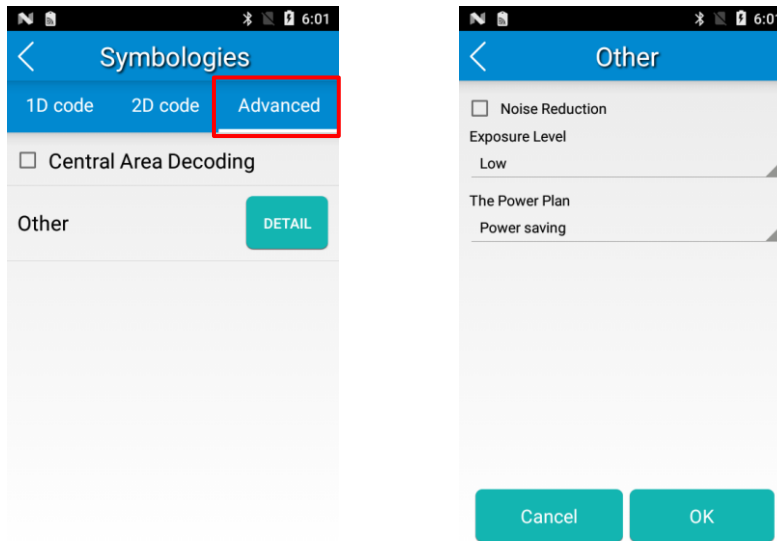 6:01
Symbologies
1D code 2D code Advanced
Central Area Decoding
Other DETAIL
6:01
Other
Noise Reduction
Exposure Level
Low
The Power Plan
Power saving
Cancel OK